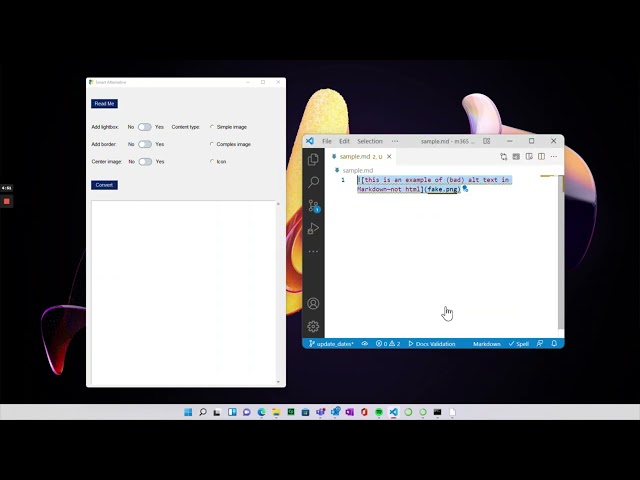 Smart Alternative
Read Me
Add lightbox: No Yes Content type: Simple image
Add border: No Yes Complex image
Center image: No Yes Icon
Convert
File Edit Selection ... sample.md - m365 ...
sample.md 2, U
sample.md
1 ![this is an example of (bad) alt text in
Markdown—not html](fake.png)
1
update_dates* 0 2 Docs Validation Markdown Spell